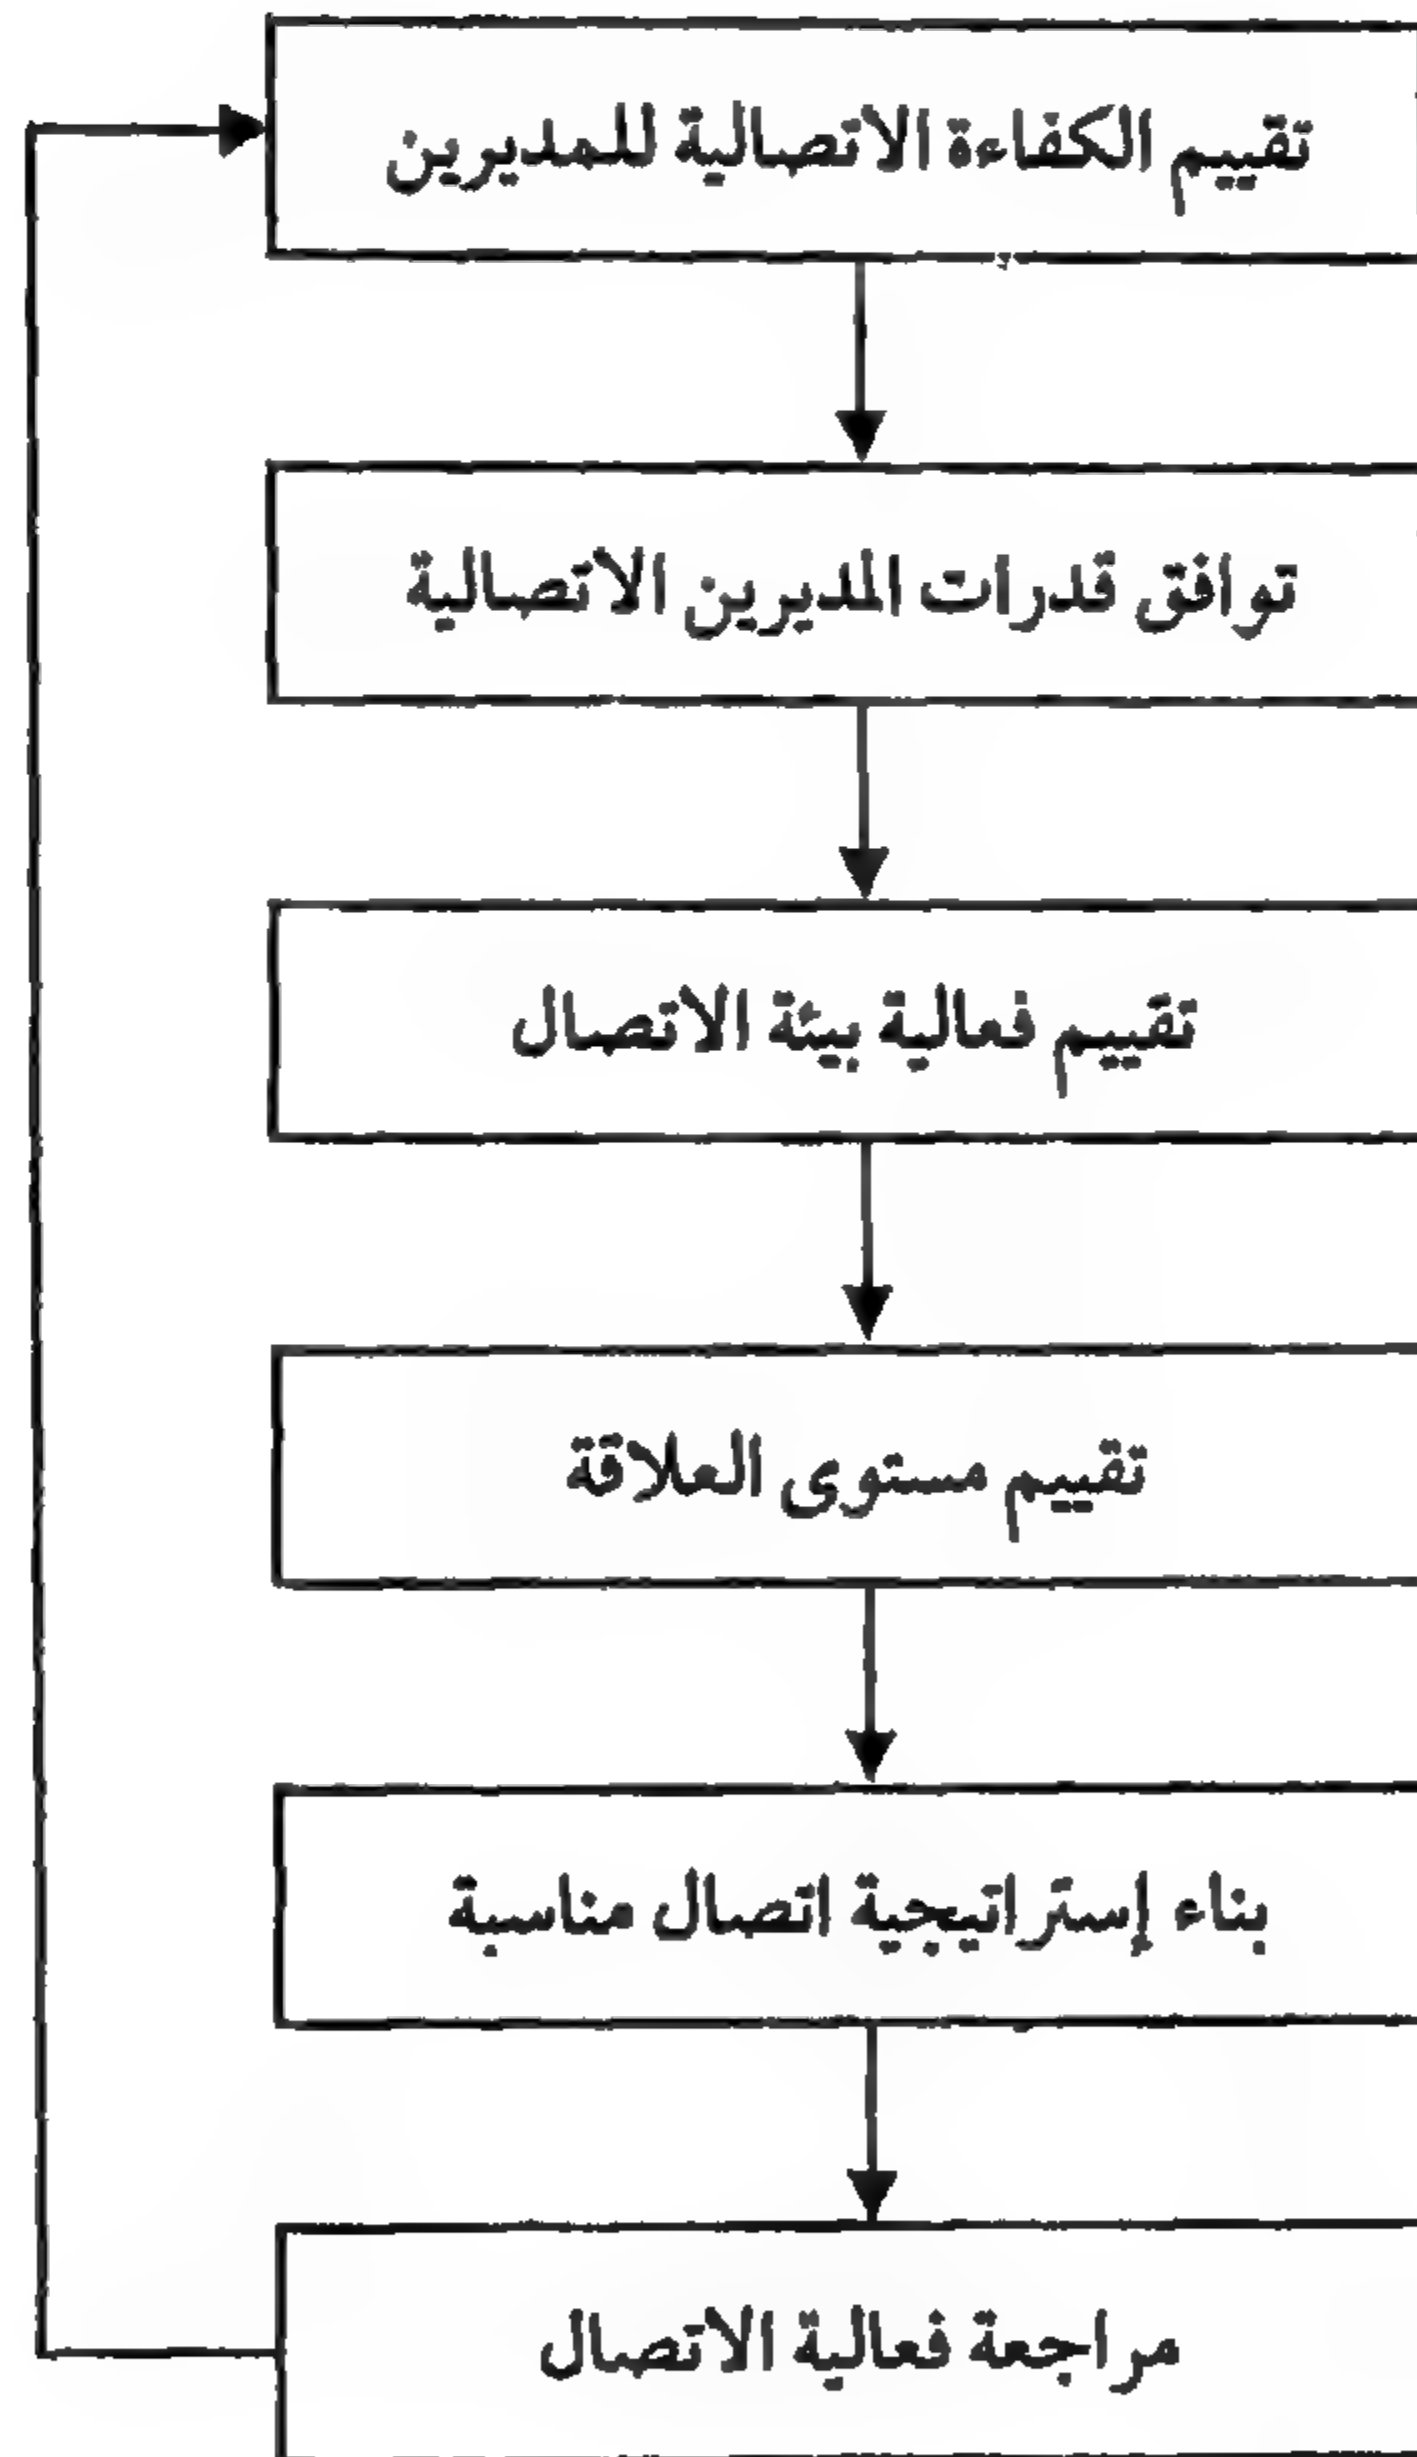 تقييم الكفاءة الاتصالية للمديرين
توافق قدرات المديرين الاتصالية
تقييم فعالية بيئة الاتصال
تقييم مستوى العلاقة
بناء إستراتيجية اتصال مناسبة
مراجعة فعالية الاتصال